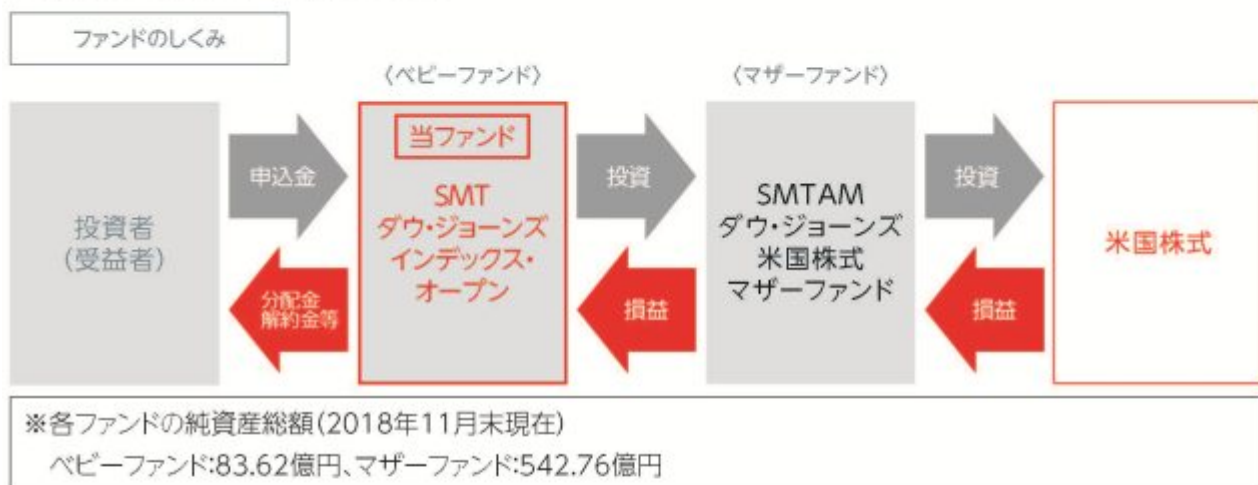 ファンドのしくみ
〈ベビーファンド〉
〈マザーファンド〉
投資者
(受益者)
申込金
分配金
解約金等
当ファンド
SMT
ダウ・ジョーンズ
インデックス・
オープン
投資
損益
SMTAM
ダウ・ジョーンズ
米国株式
マザーファンド
投資
損益
米国株式
※各ファンドの純資産総額(2018年11月末現在)
ベビーファンド:83.62億円、マザーファンド:542.76億円